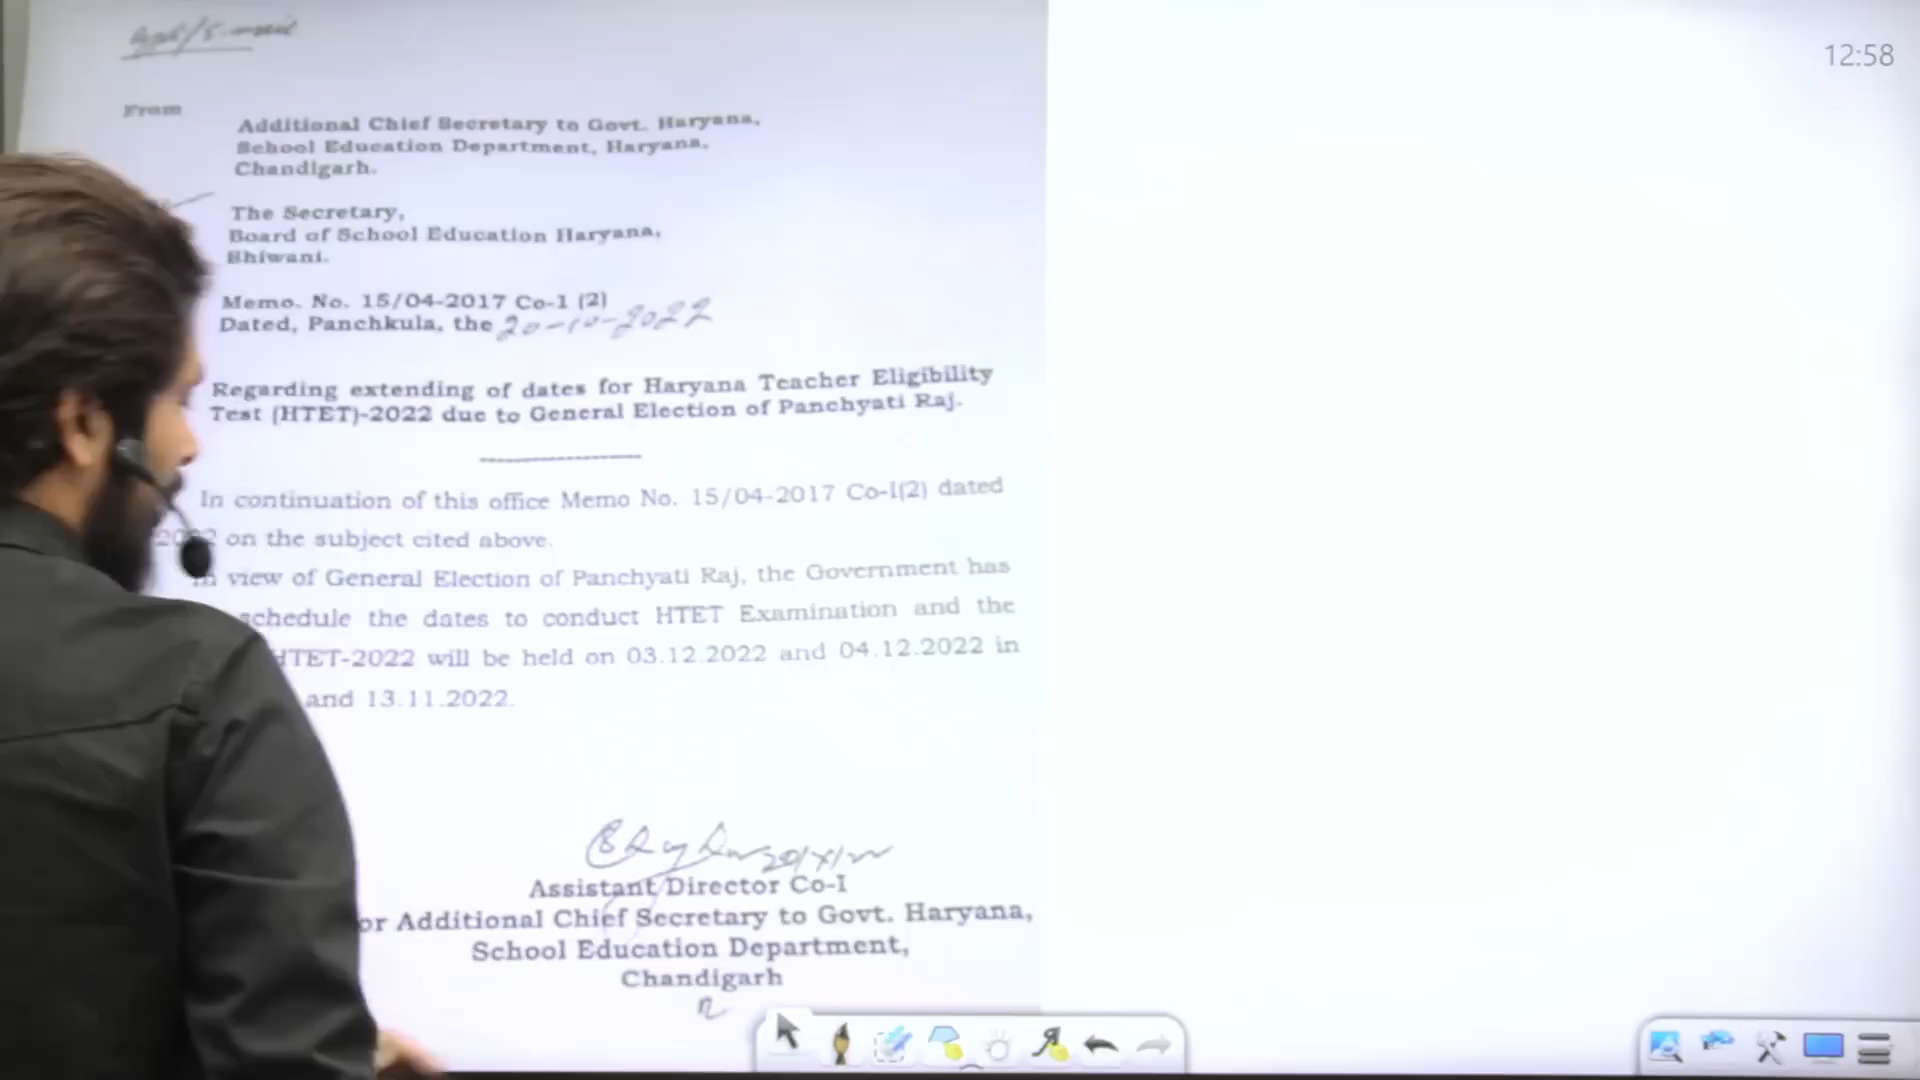 12:58
From
Additional Chief Secretary to Govt. Haryana,
School Education Department, Haryana,
Chandigarh.
The Secretary,
Board of School Education Haryana,
Bhiwani.
Memo. No. 15/04-2017 Co-1 (2)
Dated, Panchkula, the 20-10-2022
Regarding extending of dates for Haryana Teacher Eligibility
Test (HTET)-2022 due to General Election of Panchyati Raj.
In continuation of this office Memo No. 15/04-2017 Co-I(2) dated
2022 on the subject cited above.
In view of General Election of Panchyati Raj, the Government has
schedule the dates to conduct HTET Examination and the
HTET-2022 will be held on 03.12.2022 and 04.12.2022 in
and 13.11.2022.
Assistant Director Co-I
or Additional Chief Secretary to Govt. Haryana,
School Education Department,
Chandigarh